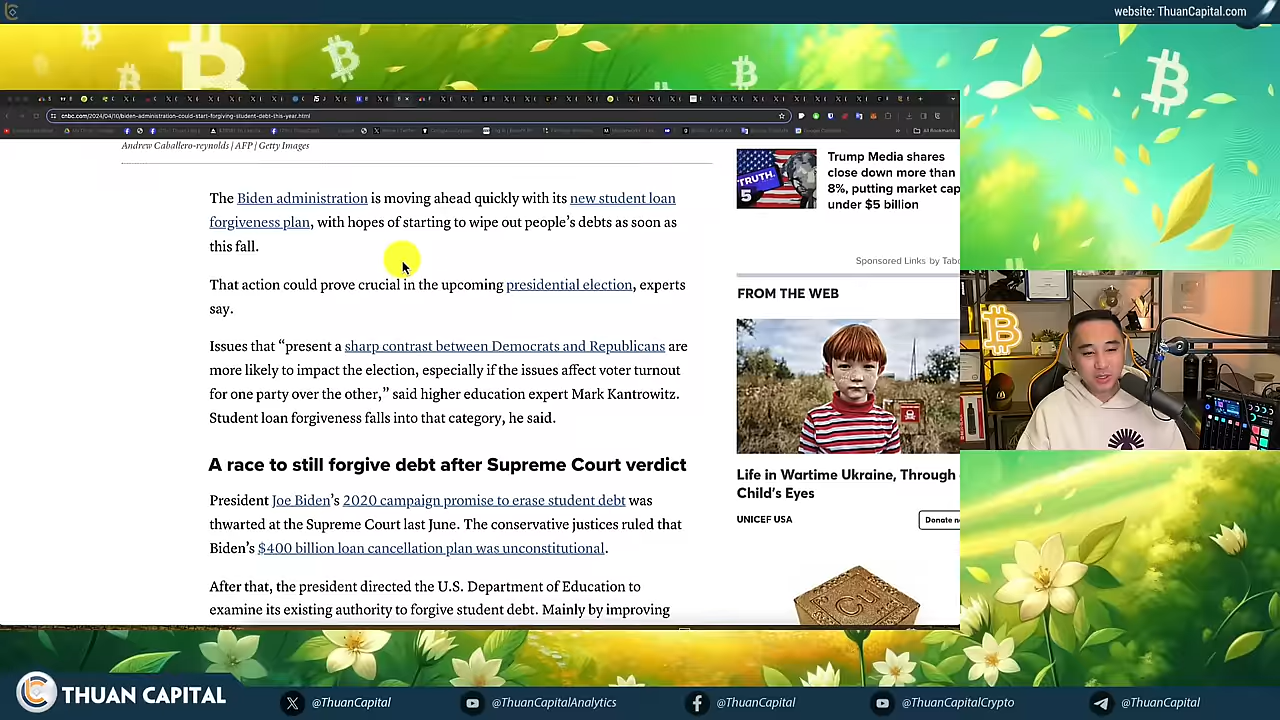 website: ThuanCapital.com
cnbc.com/2024/04/10/biden-administration-could-start-forgiving-student-debt-this-year.html
Andrew Caballero-reynolds | AFP | Getty Images
The Biden administration is moving ahead quickly with its new student loan
forgiveness plan, with hopes of starting to wipe out people's debts as soon as
this fall.
That action could prove crucial in the upcoming presidential election, experts
say.
Issues that “present a sharp contrast between Democrats and Republicans are
more likely to impact the election, especially if the issues affect voter turnout
for one party over the other,” said higher education expert Mark Kantrowitz.
Student loan forgiveness falls into that category, he said.
A race to still forgive debt after Supreme Court verdict
President Joe Biden’s 2020 campaign promise to erase student debt was
thwarted at the Supreme Court last June. The conservative justices ruled that
Biden’s $400 billion loan cancellation plan was unconstitutional.
After that, the president directed the U.S. Department of Education to
examine its existing authority to forgive student debt. Mainly by improving
TRUTH.
5
Trump Media shares
close down more than
8%, putting market cap
under $5 billion
Sponsored Links by Tabo
FROM THE WEB
Life in Wartime Ukraine, Through
Child's Eyes
UNICEF USA
Donate n
Cu
THUAN CAPITAL
@ThuanCapital
@ThuanCapitalAnalytics
@ThuanCapital
@ThuanCapitalCrypto
@ThuanCapital